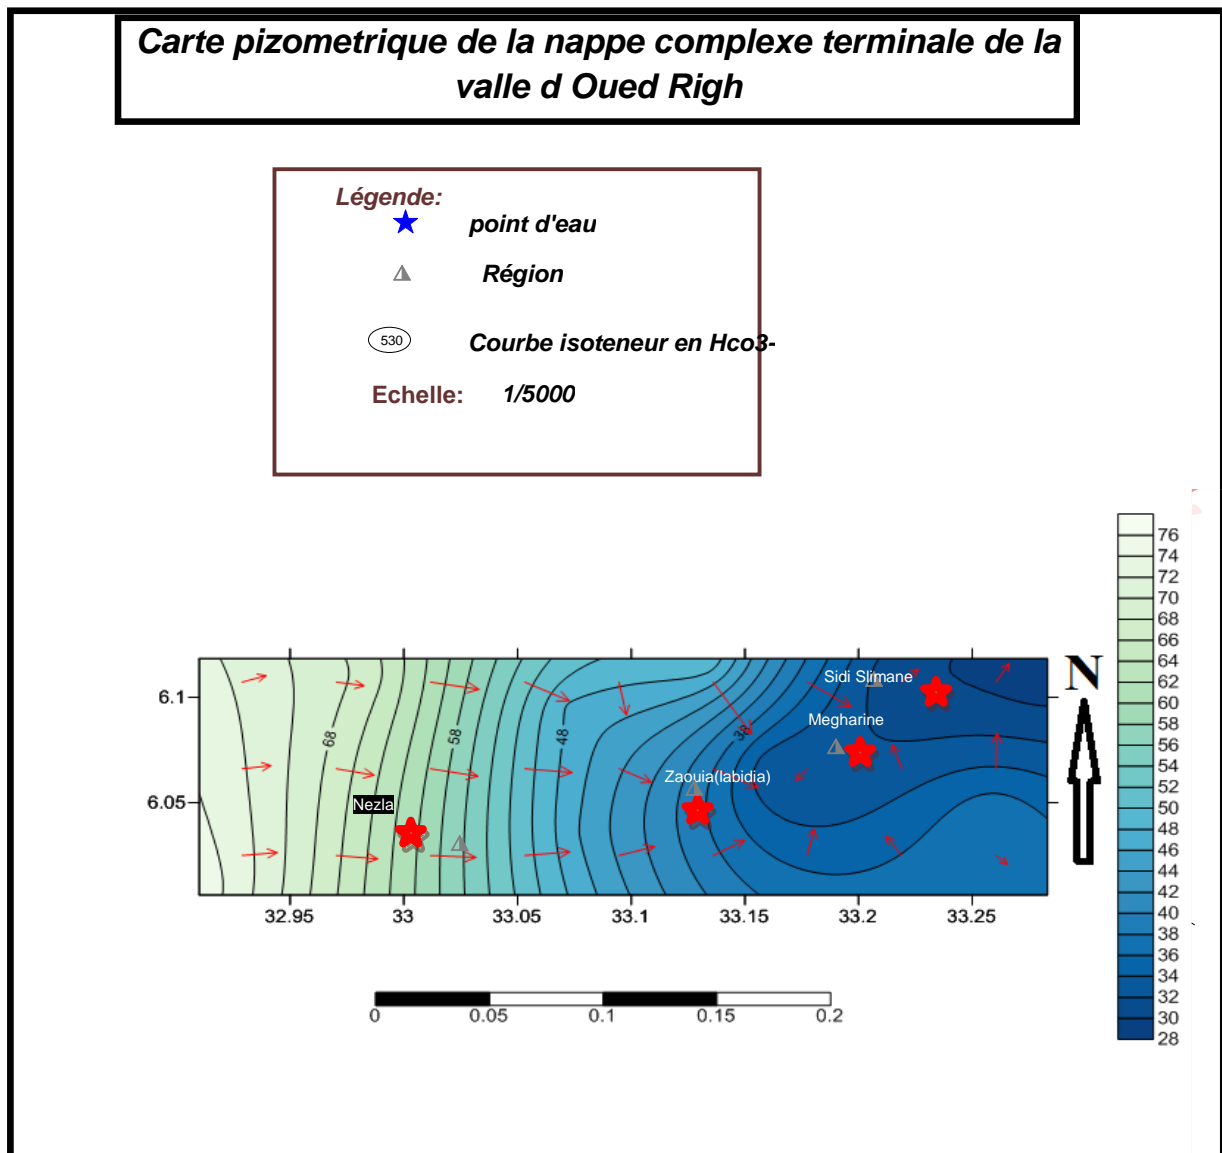 Carte pizometrique de la nappe complexe terminale de la
valle d Oued Righ
Légende:
point d'eau
Région
530 Courbe isoteneur en Hco3-
Echelle: 1/5000
76
74
72
70
68
66
64
62
60
58
56
54
52
50
48
46
44
42
40
38
36
34
32
30
28
N
6.1
6.05
Sidi Slimane
Megharine
Zaouia(labidia)
Nezla
68
58
48
38
32.95 33 33.05 33.1 33.15 33.2 33.25
0 0.05 0.1 0.15 0.2